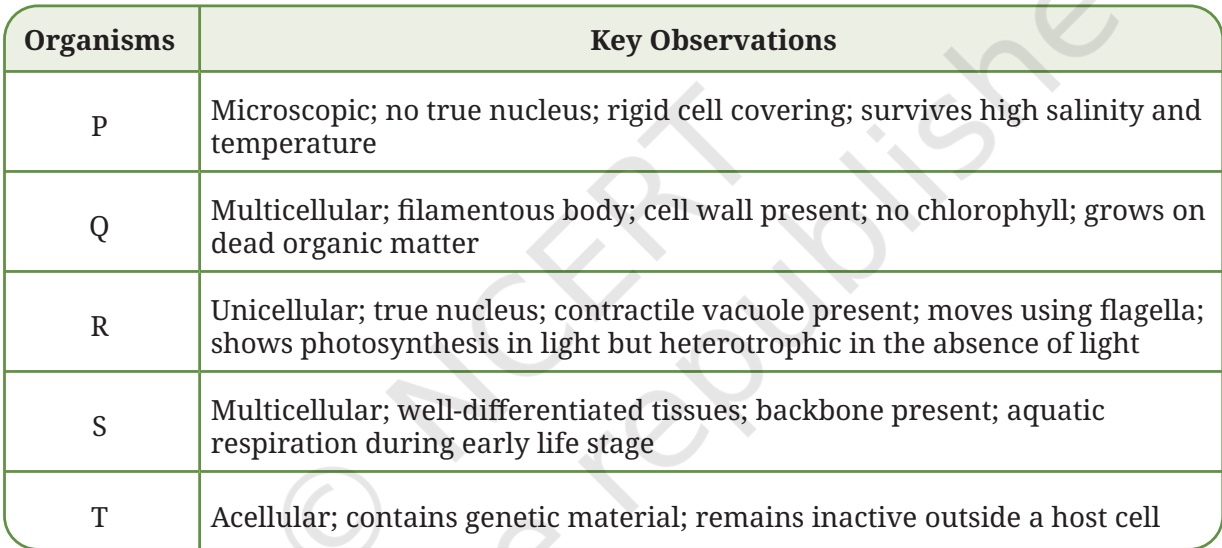 Organisms Key Observations
P
Microscopic; no true nucleus; rigid cell covering; survives high salinity and
temperature
Q
Multicellular; filamentous body; cell wall present; no chlorophyll; grows on
dead organic matter
R
Unicellular; true nucleus; contractile vacuole present; moves using flagella;
shows photosynthesis in light but heterotrophic in the absence of light
S
Multicellular; well-differentiated tissues; backbone present; aquatic
respiration during early life stage
T
Acellular; contains genetic material; remains inactive outside a host cell
© NCERT